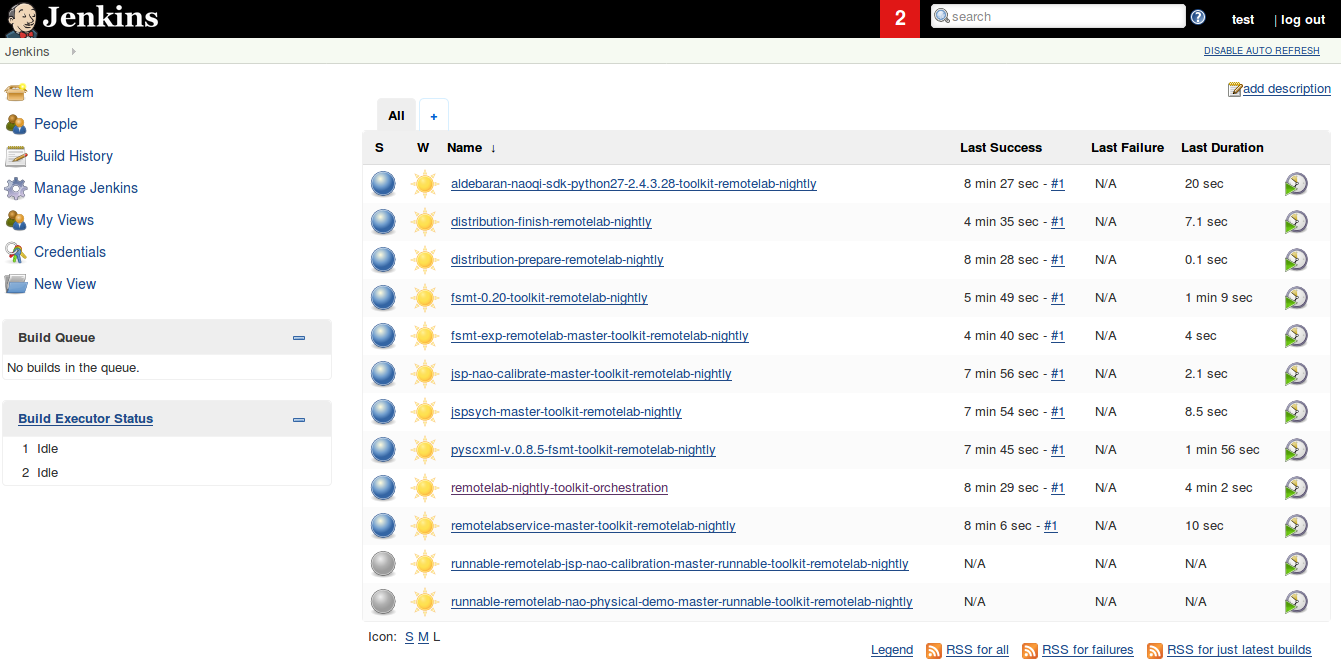 Jenkins 2 search ? test | log out
Jenkins DISABLE AUTO REFRESH
add description
New Item
People
Build History
Manage Jenkins
My Views
Credentials
New View
Build Queue
No builds in the queue.
Build Executor Status
1 Idle
2 Idle
All +
S W Name ↓ Last Success Last Failure Last Duration
aldebaran-naoqi-sdk-python27-2.4.3.28-toolkit-remotelab-nightly 8 min 27 sec - #1 N/A 20 sec
distribution-finish-remotelab-nightly 4 min 35 sec - #1 N/A 7.1 sec
distribution-prepare-remotelab-nightly 8 min 28 sec - #1 N/A 0.1 sec
fsmt-0.20-toolkit-remotelab-nightly 5 min 49 sec - #1 N/A 1 min 9 sec
fsmt-exp-remotelab-master-toolkit-remotelab-nightly 4 min 40 sec - #1 N/A 4 sec
jsp-nao-calibrate-master-toolkit-remotelab-nightly 7 min 56 sec - #1 N/A 2.1 sec
jspsych-master-toolkit-remotelab-nightly 7 min 54 sec - #1 N/A 8.5 sec
pyscxml-v.0.8.5-fsmt-toolkit-remotelab-nightly 7 min 45 sec - #1 N/A 1 min 56 sec
remotelab-nightly-toolkit-orchestration 8 min 29 sec - #1 N/A 4 min 2 sec
remotelabservice-master-toolkit-remotelab-nightly 8 min 6 sec - #1 N/A 10 sec
runnable-remotelab-jsp-nao-calibration-master-runnable-toolkit-remotelab-nightly N/A N/A N/A
runnable-remotelab-nao-physical-demo-master-runnable-toolkit-remotelab-nightly N/A N/A N/A
Icon: S M L
Legend RSS for all RSS for failures RSS for just latest builds